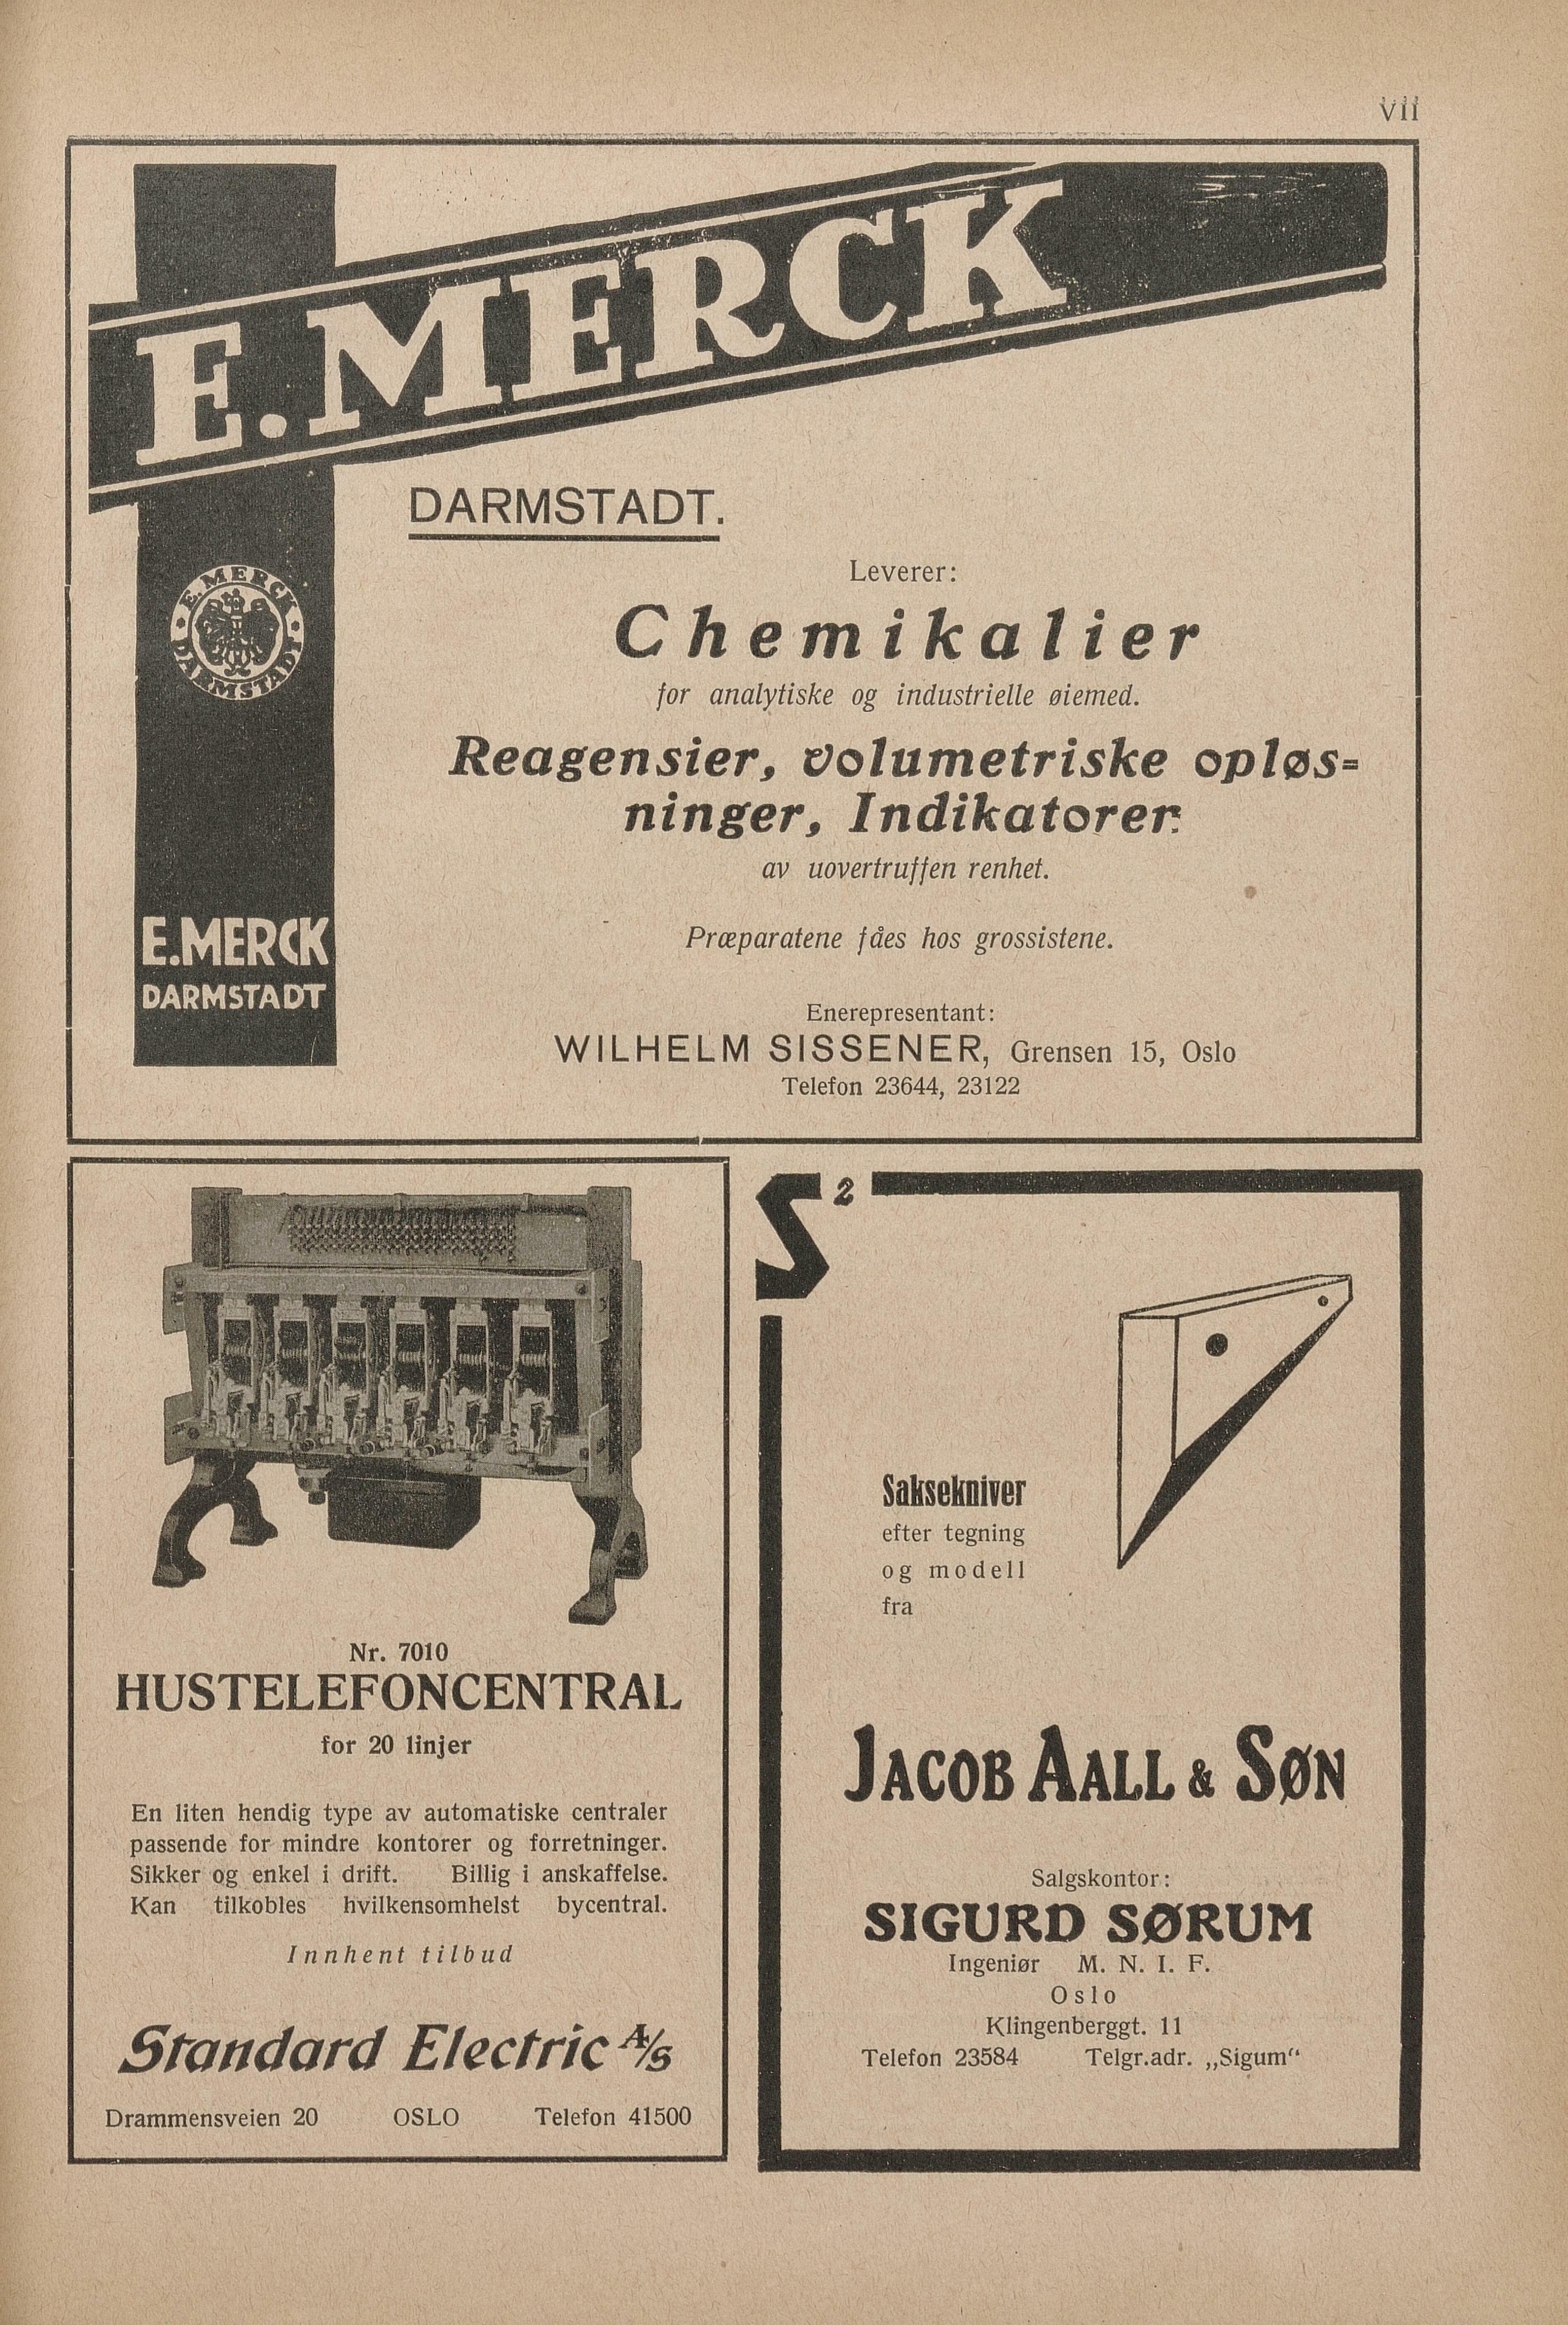 VII
E. MERCK
DARMSTADT.
E. MERCK
DARMSTADT
E. MERCK
DARMSTADT
Leverer:
Chemikalier
for analytiske og industrielle øiemed.
Reagensier, volumetriske opløs=
ninger, Indikatorer
av uovertruffen renhet.
Præparatene fåes hos grossistene.
Enerepresentant:
WILHELM SISSENER, Grensen 15, Oslo
Telefon 23644, 23122
Nr. 7010
HUSTELEFONCENTRAL
for 20 linjer
En liten hendig type av automatiske centraler
passende for mindre kontorer og forretninger.
Sikker og enkel i drift. Billig i anskaffelse.
Kan tilkobles hvilkensomhelst bycentral.
Innhent tilbud
Standard Electric A/S
Drammensveien 20 OSLO Telefon 41500
S2
Saksekniver
efter tegning
og modell
fra
JACOB AALL & SØN
Salgskontor:
SIGURD SØRUM
Ingeniør M. N. I. F.
Oslo
Klingenberggt. 11
Telefon 23584 Telgr.adr. „Sigum“